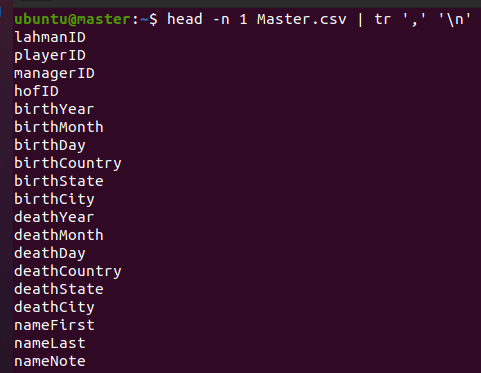 ubuntu@master:~$ head -n 1 Master.csv | tr ',' '\n'
lahmanID
playerID
managerID
hofID
birthYear
birthMonth
birthDay
birthCountry
birthState
birthCity
deathYear
deathMonth
deathDay
deathCountry
deathState
deathCity
nameFirst
nameLast
nameNote